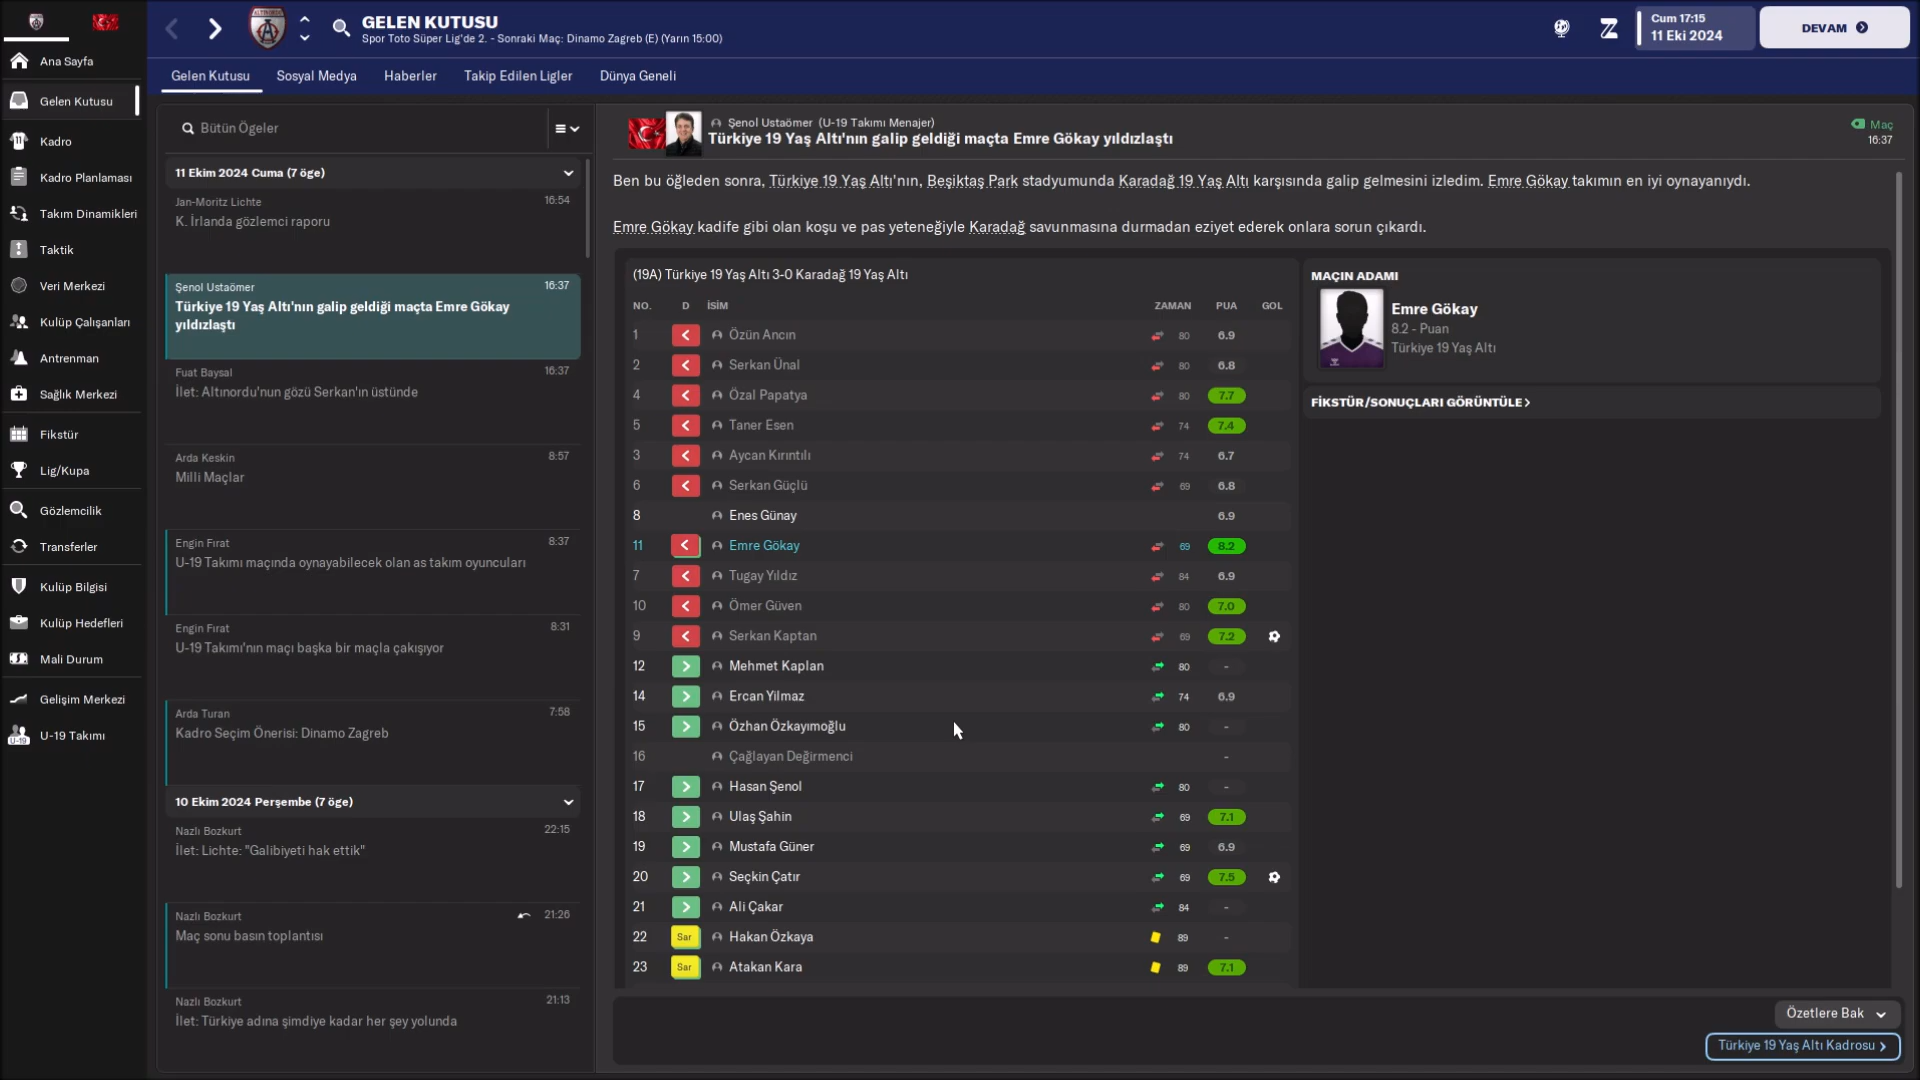 GELEN KUTUSU
Spor Toto Süper Lig'de 2. - Sonraki Maç: Dinamo Zagreb (E) (Yarın 15:00)
Cum 17:15
11 Eki 2024
DEVAM
Ana Sayfa
Gelen Kutusu
Kadro
Kadro Planlaması
Takım Dinamikleri
Taktik
Veri Merkezi
Kulüp Çalışanları
Antrenman
Sağlık Merkezi
Fikstür
Lig/Kupa
Gözlemcilik
Transferler
Kulüp Bilgisi
Kulüp Hedefleri
Mali Durum
Gelişim Merkezi
U-19 Takımı
Gelen Kutusu Sosyal Medya Haberler Takip Edilen Ligler Dünya Geneli
Bütün Ögeler
11 Ekim 2024 Cuma (7 öge)
Jan-Moritz Lichte 16:54
K. İrlanda gözlemci raporu
Şenol Ustaömer 16:37
Türkiye 19 Yaş Altı'nın galip geldiği maçta Emre Gökay
yıldızlaştı
Fuat Baysal 16:37
İlet: Altınordu'nun gözü Serkan'ın üstünde
Arda Keskin 8:57
Milli Maçlar
Engin Fırat 8:37
U-19 Takımı maçında oynayabilecek olan as takım oyuncuları
Engin Fırat 8:31
U-19 Takımı'nın maçı başka bir maçla çakışıyor
Arda Turan 7:58
Kadro Seçim Önerisi: Dinamo Zagreb
10 Ekim 2024 Perşembe (7 öge)
Nazlı Bozkurt 22:15
İlet: Lichte: "Galibiyeti hak ettik"
Nazlı Bozkurt 21:26
Maç sonu basın toplantısı
Nazlı Bozkurt 21:13
İlet: Türkiye adına şimdiye kadar her şey yolunda
Şenol Ustaömer (U-19 Takımı Menajer)
Türkiye 19 Yaş Altı'nın galip geldiği maçta Emre Gökay yıldızlaştı
Maç
16:37
Ben bu öğleden sonra, Türkiye 19 Yaş Altı'nın, Beşiktaş Park stadyumunda Karadağ 19 Yaş Altı karşısında galip gelmesini izledim. Emre Gökay takımın en iyi oynayanıydı.
Emre Gökay kadife gibi olan koşu ve pas yeteneğiyle Karadağ savunmasına durmadan eziyet ederek onlara sorun çıkardı.
(19A) Türkiye 19 Yaş Altı 3-0 Karadağ 19 Yaş Altı
NO. D İSİM ZAMAN PUA GOL
1 Özün Ancın 80 6.9
2 Serkan Ünal 80 6.8
4 Özal Papatya 80 7.7
5 Taner Esen 74 7.4
3 Aycan Kırıntılı 74 6.7
6 Serkan Güçlü 69 6.8
8 Enes Günay 6.9
11 Emre Gökay 69 8.2
7 Tugay Yıldız 84 6.9
10 Ömer Güven 80 7.0
9 Serkan Kaptan 69 7.2
12 Mehmet Kaplan 80 -
14 Ercan Yilmaz 74 6.9
15 Özhan Özkayımoğlu 80 -
16 Çağlayan Değirmenci -
17 Hasan Şenol 80 -
18 Ulaş Şahin 69 7.1
19 Mustafa Güner 69 6.9
20 Seçkin Çatır 69 7.5
21 Ali Çakar 84 -
22 Sar Hakan Özkaya 89 -
23 Sar Atakan Kara 89 7.1
MAÇIN ADAMI
Emre Gökay
8.2 - Puan
Türkiye 19 Yaş Altı
FİKSTÜR/SONUÇLARI GÖRÜNTÜLE>
Özetlere Bak
Türkiye 19 Yaş Altı Kadrosu >